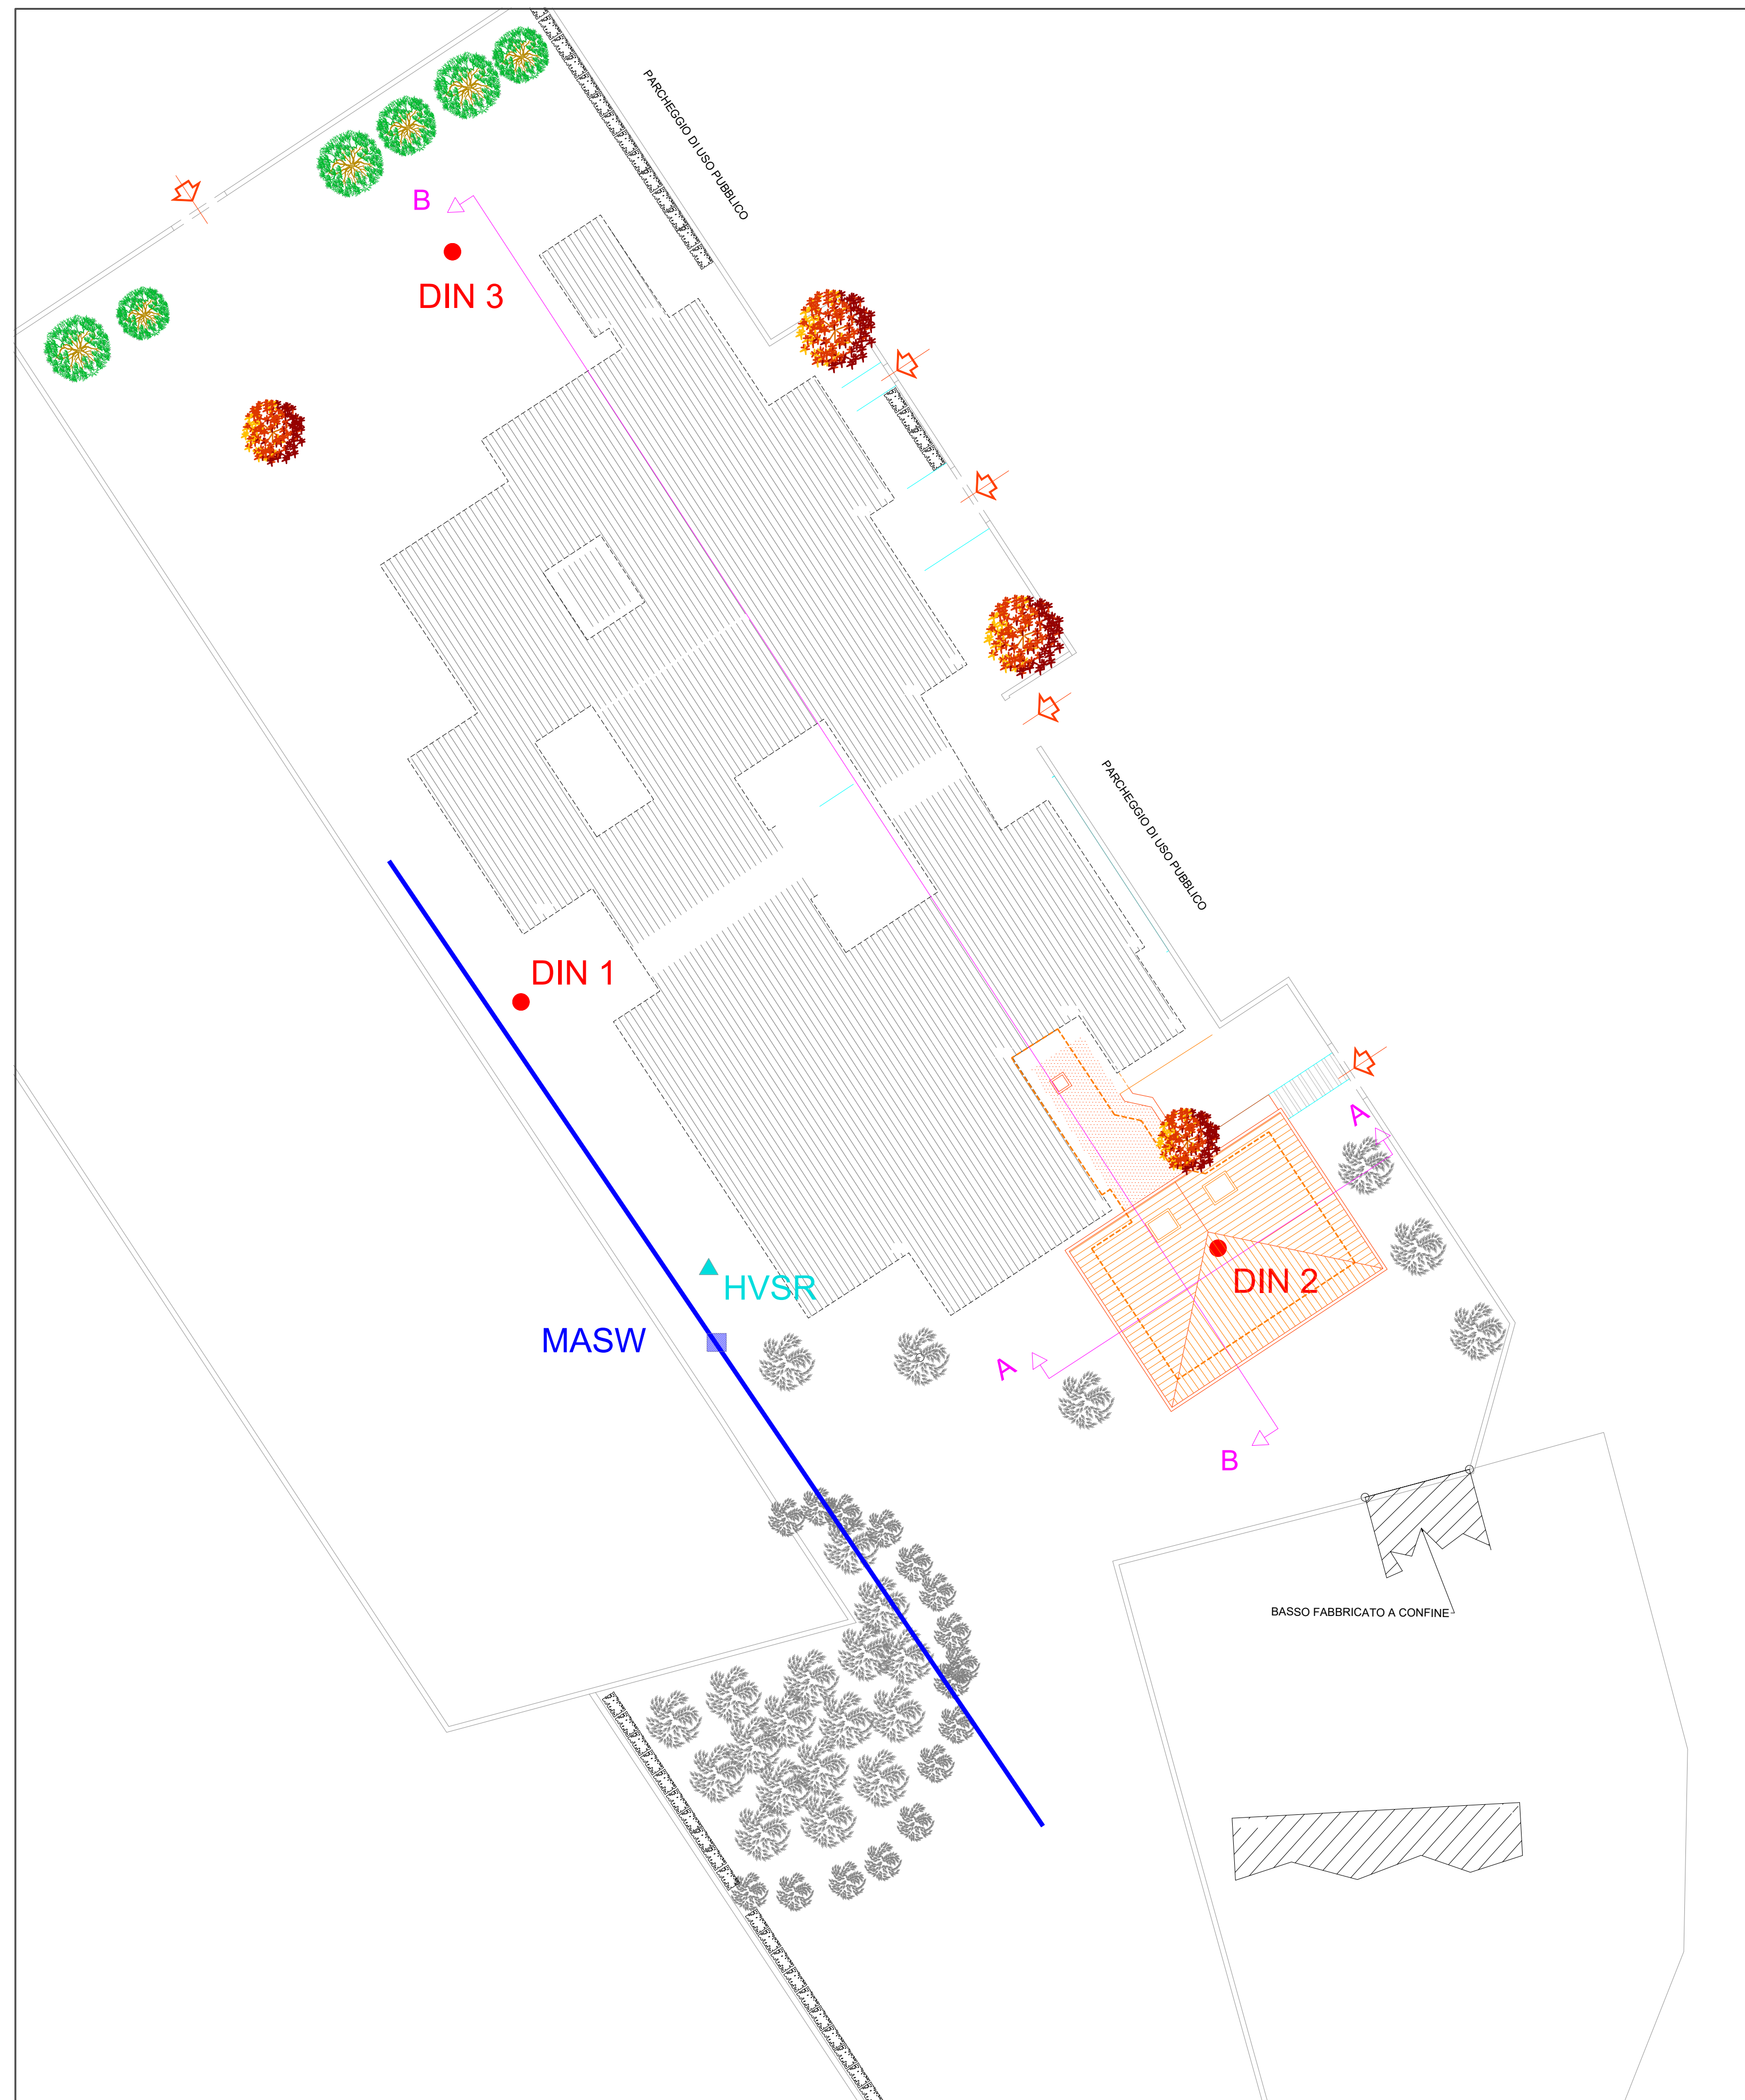 PARCHEGGIO DI USO PUBBLICO
B
DIN 3
PARCHEGGIO DI USO PUBBLICO
DIN 1
A
HVSR
DIN 2
MASW
A
B
BASSO FABBRICATO A CONFINE